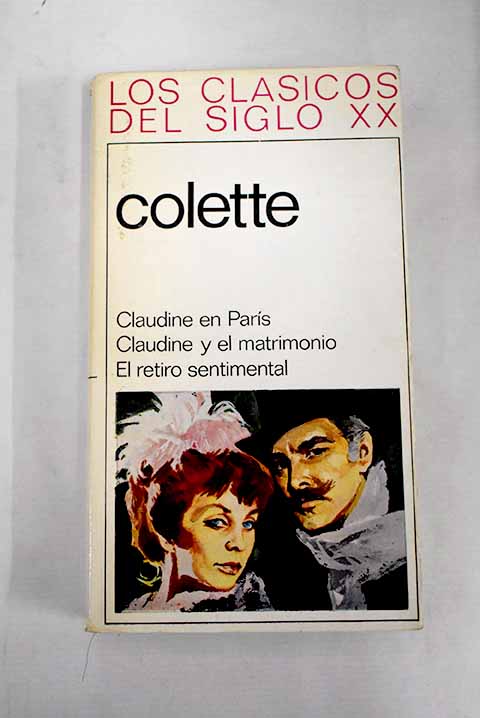 LOS CLASICOS
DEL SIGLO XX
colette
Claudine en París
Claudine y el matrimonio
El retiro sentimental